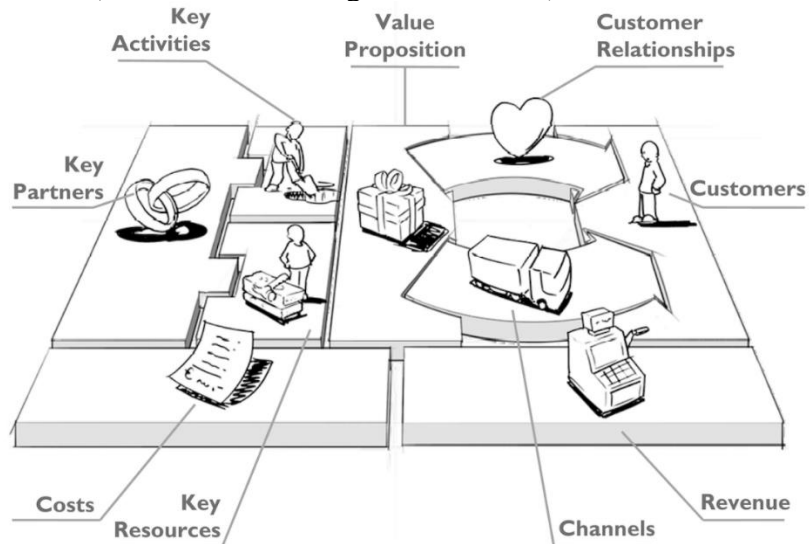 Key
Activities
Value
Proposition
Customer
Relationships
Key
Partners
Customers
Costs
Key
Resources
Channels
Revenue